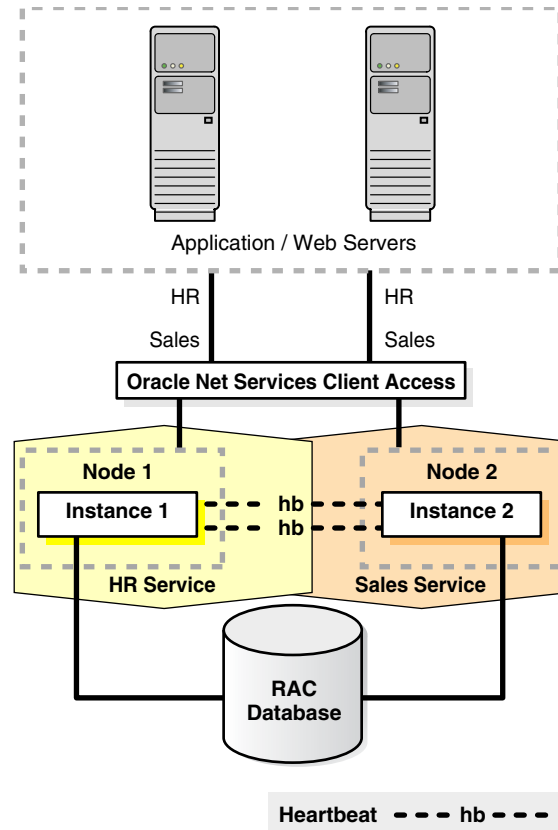 Application / Web Servers
HR HR
Sales Sales
Oracle Net Services Client Access
Node 1 Node 2
Instance 1 hb Instance 2
hb
HR Service Sales Service
RAC
Database
Heartbeat hb